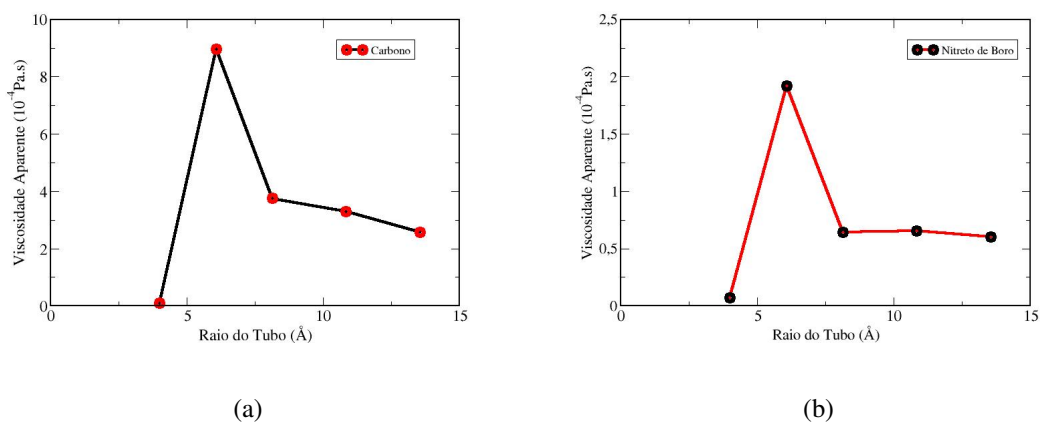 10
8
6
4
2
0
Viscosidade Aparente (10⁻⁴Pa.s)
Carbono
0
5
10
15
Raio do Tubo (Å)
(a)
2,5
2
1,5
1
0,5
0
Viscosidade Aparente (10⁻⁴Pa.s)
Nitreto de Boro
0
5
10
15
Raio do Tubo (Å)
(b)